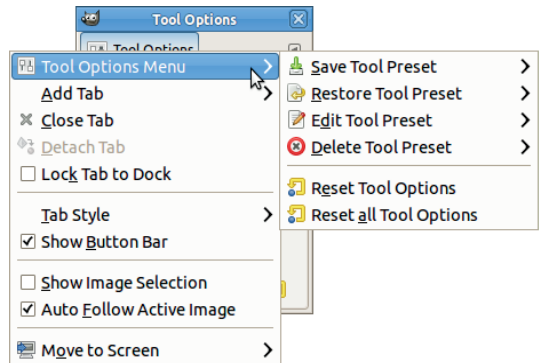 Tool Options
Tool Options
Tool Options Menu
Add Tab
Close Tab
Detach Tab
Lock Tab to Dock
Tab Style
Show Button Bar
Show Image Selection
Auto Follow Active Image
Move to Screen
Save Tool Preset
Restore Tool Preset
Edit Tool Preset
Delete Tool Preset
Reset Tool Options
Reset all Tool Options